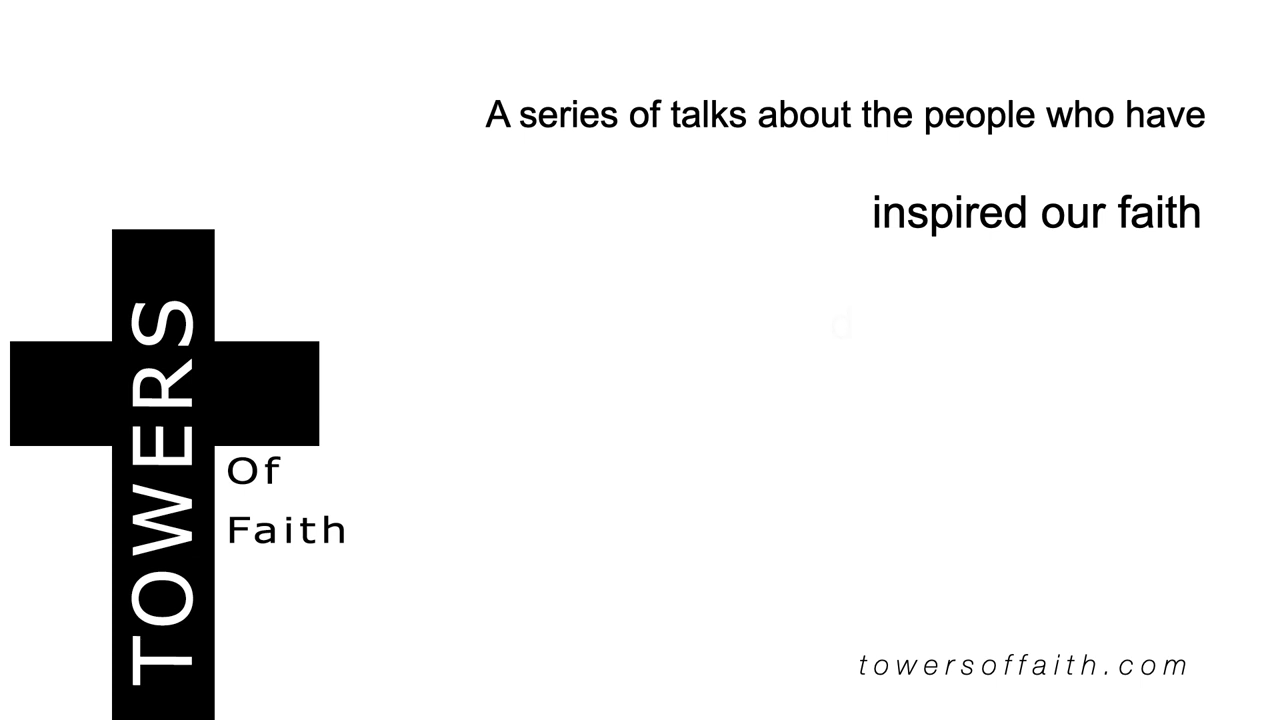 A series of talks about the people who have
inspired our faith
d
TOWERS
Of
Faith
towersoffaith.com